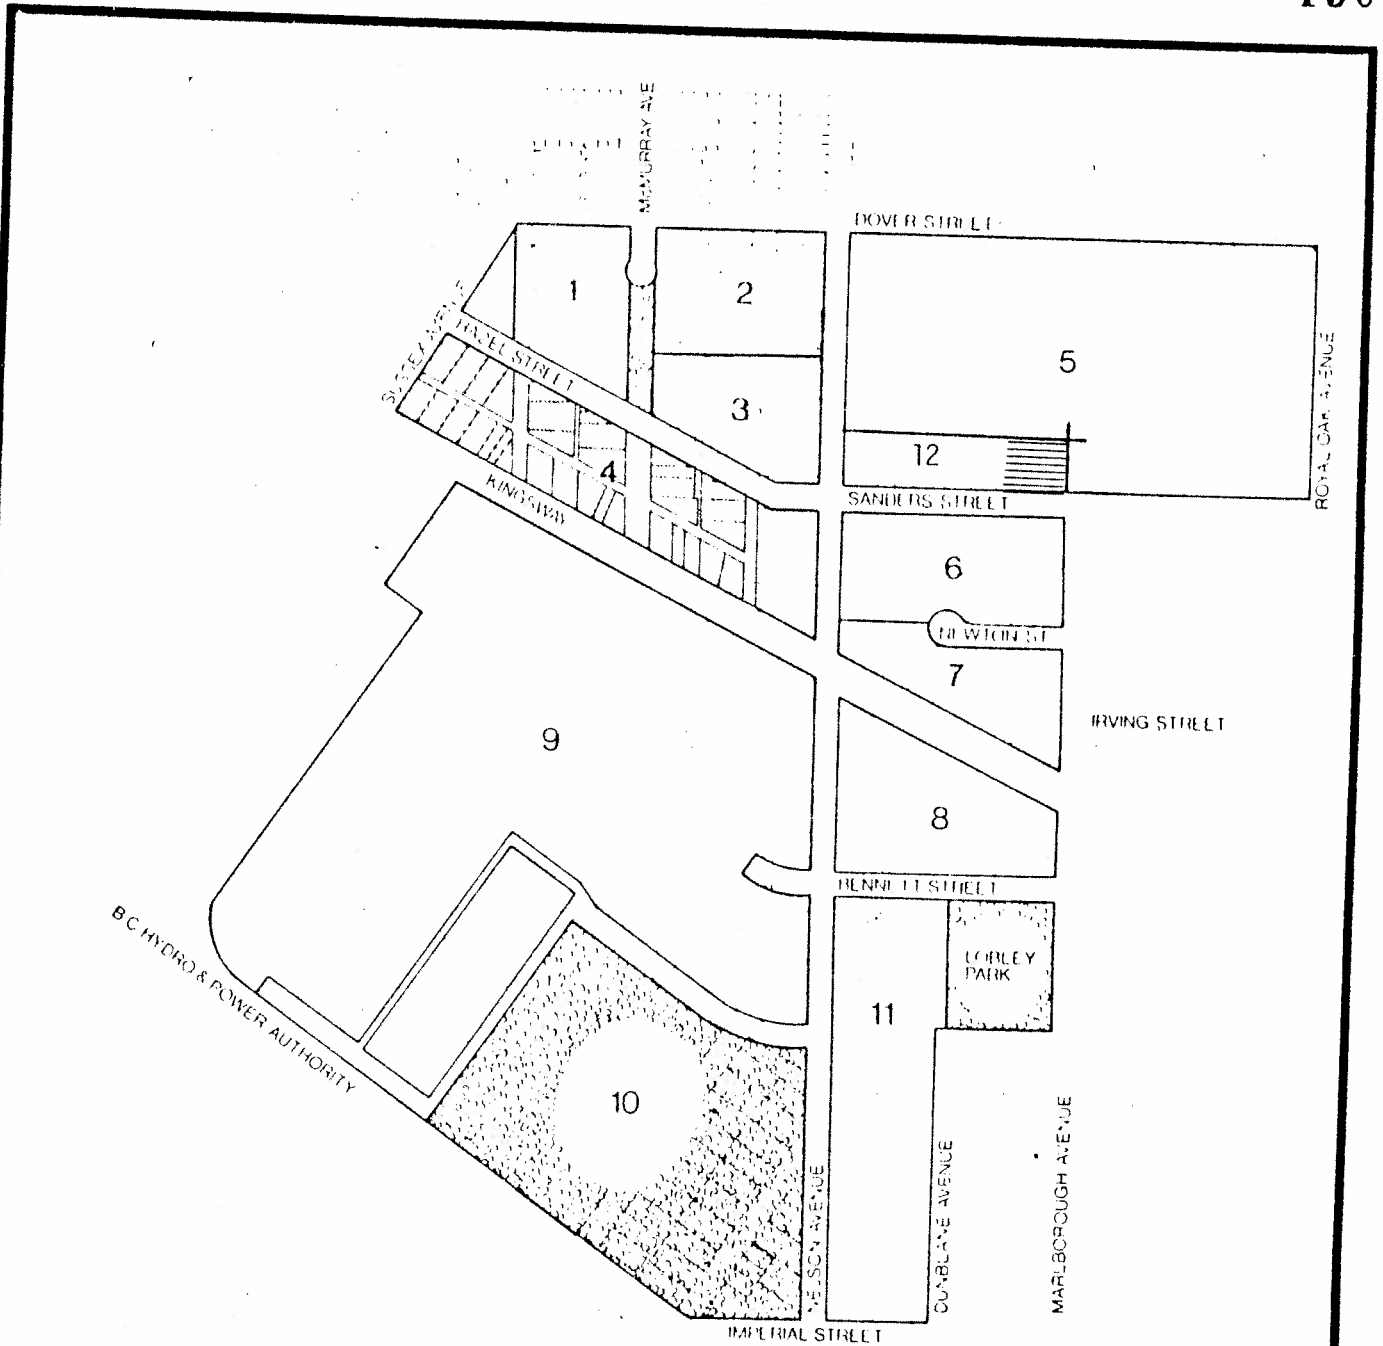 McMURRAY AVE
DOVER STREET
1
2
SUSSEX AVENUE
HAZEL STREET
5
ROYAL OAK AVENUE
3
12
4
KINGSWAY
SANDERS STREET
6
NEWTON ST
7
IRVING STREET
9
8
BENNETT STREET
B C HYDRO & POWER AUTHORITY
LOBLEY
PARK
11
10
NELSON AVENUE
DUNBLANE AVENUE
MARLBOROUGH AVENUE
IMPERIAL STREET